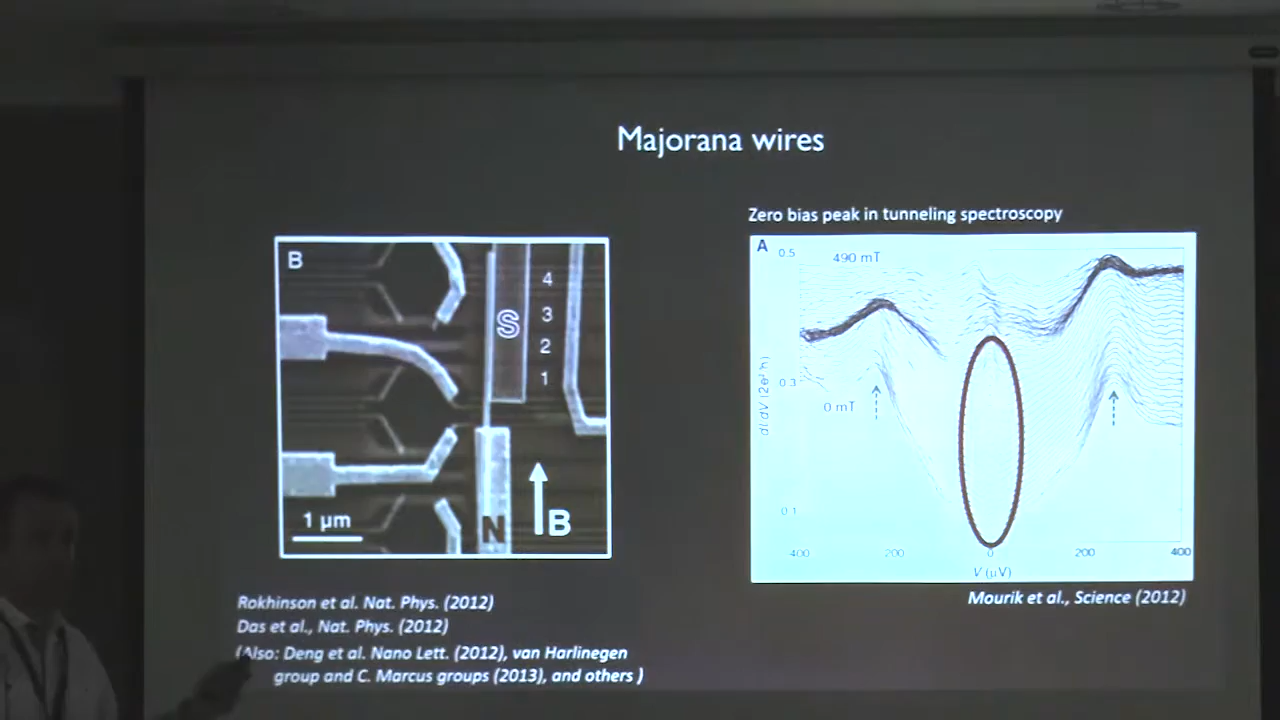 Majorana wires
Zero bias peak in tunneling spectroscopy
B
4
3
2
1
S
1 µm
N
B
A
0.5
490 mT
0.3
0 mT
0.1
dI/dV (2e²/h)
-400
200
0
200
400
V (µV)
Rokhinson et al. Nat. Phys. (2012)
Das et al., Nat. Phys. (2012)
(Also: Deng et al. Nano Lett. (2012), van Harlinegen
group and C. Marcus groups (2013), and others )
Mourik et al., Science (2012)